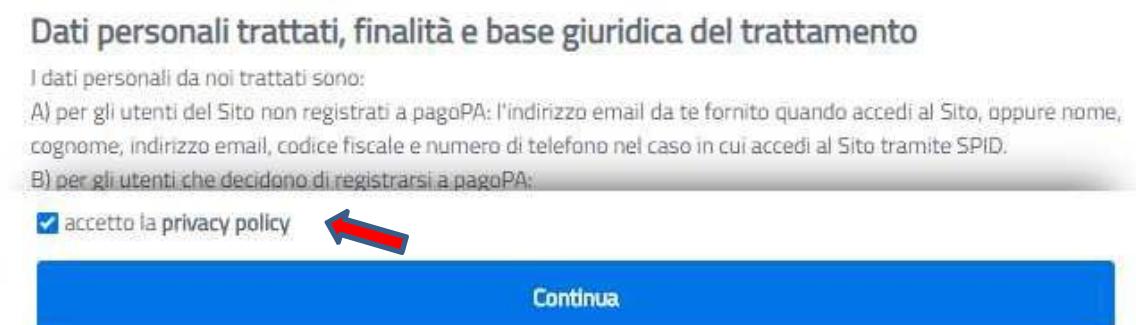 Dati personali trattati, finalità e base giuridica del trattamento
I dati personali da noi trattati sono:
A) per gli utenti del Sito non registrati a pagoPA: l'indirizzo email da te fornito quando accedi al Sito, oppure nome,
cognome, indirizzo email, codice fiscale e numero di telefono nel caso in cui accedi al Sito tramite SPID.
B) per gli utenti che decidono di registrarsi a pagoPA:
accetto la privacy policy
Continua